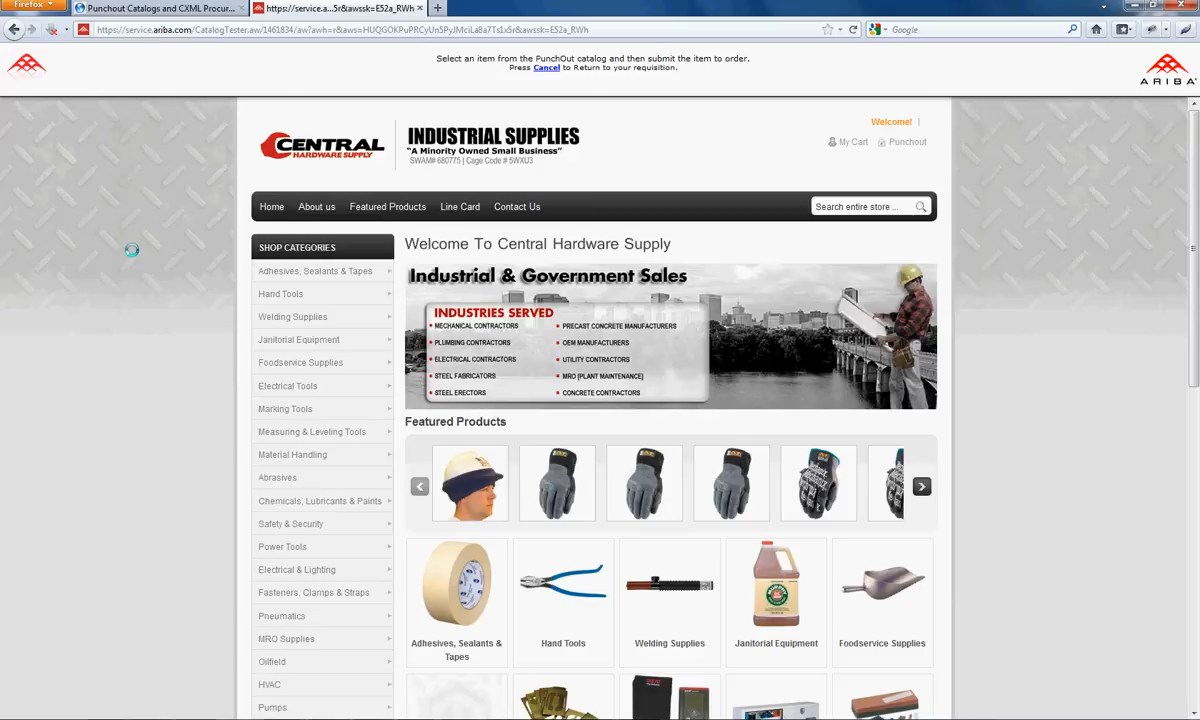 Firefox
Punchout Catalogs and CXML Procur...
https://service.a...5r&awssk=E52a_RWh
https://service.ariba.com/CatalogTester.aw/1461834/aw?awh=r&awss=HUQGOKPuPRCyUn5PyJMciLa8a7Ts1x5r&awssk=E52a_RWh
Google
Select an item from the PunchOut catalog and then submit the item to order.
Press Cancel to Return to your requisition.
ARIBA
CENTRAL
HARDWARE SUPPLY
INDUSTRIAL SUPPLIES
"A Minority Owned Small Business"
SWAM# 660775 | Cage Code # 5WXU3
Welcome! |
My Cart
Punchout
Home
About us
Featured Products
Line Card
Contact Us
Search entire store ...
SHOP CATEGORIES
Adhesives, Sealants & Tapes
Hand Tools
Welding Supplies
Janitorial Equipment
Foodservice Supplies
Electrical Tools
Marking Tools
Measuring & Leveling Tools
Material Handling
Abrasives
Chemicals, Lubricants & Paints
Safety & Security
Power Tools
Electrical & Lighting
Fasteners, Clamps & Straps
Pneumatics
MRO Supplies
Oilfield
HVAC
Pumps
Welcome To Central Hardware Supply
Industrial & Government Sales
INDUSTRIES SERVED
MECHANICAL CONTRACTORS
PLUMBING CONTRACTORS
ELECTRICAL CONTRACTORS
STEEL FABRICATORS
STEEL ERECTORS
PRECAST CONCRETE MANUFACTURERS
OEM MANUFACTURERS
UTILITY CONTRACTORS
MRO [PLANT MAINTENANCE]
CONCRETE CONTRACTORS
Featured Products
Adhesives, Sealants &
Tapes
Hand Tools
Welding Supplies
Janitorial Equipment
Foodservice Supplies